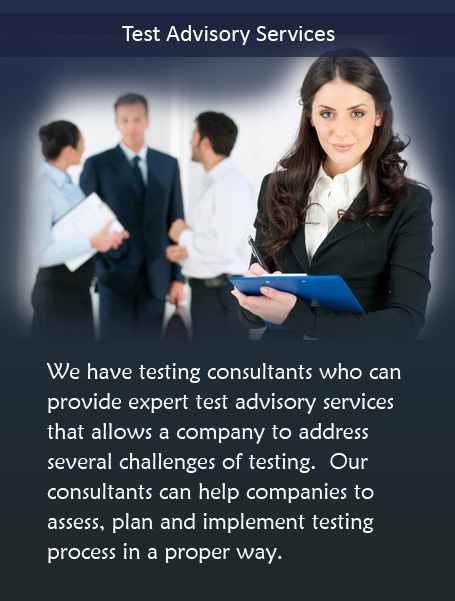 Test Advisory Services
We have testing consultants who can
provide expert test advisory services
that allows a company to address
several challenges of testing.  Our
consultants can help companies to
assess, plan and implement testing
process in a proper way.